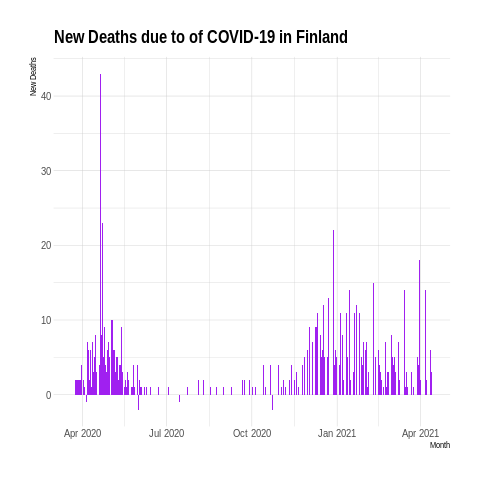 New Deaths due to of COVID-19 in Finland
New Deaths
40
30
20
10
0
Apr 2020 Jul 2020 Oct 2020 Jan 2021 Apr 2021
Month